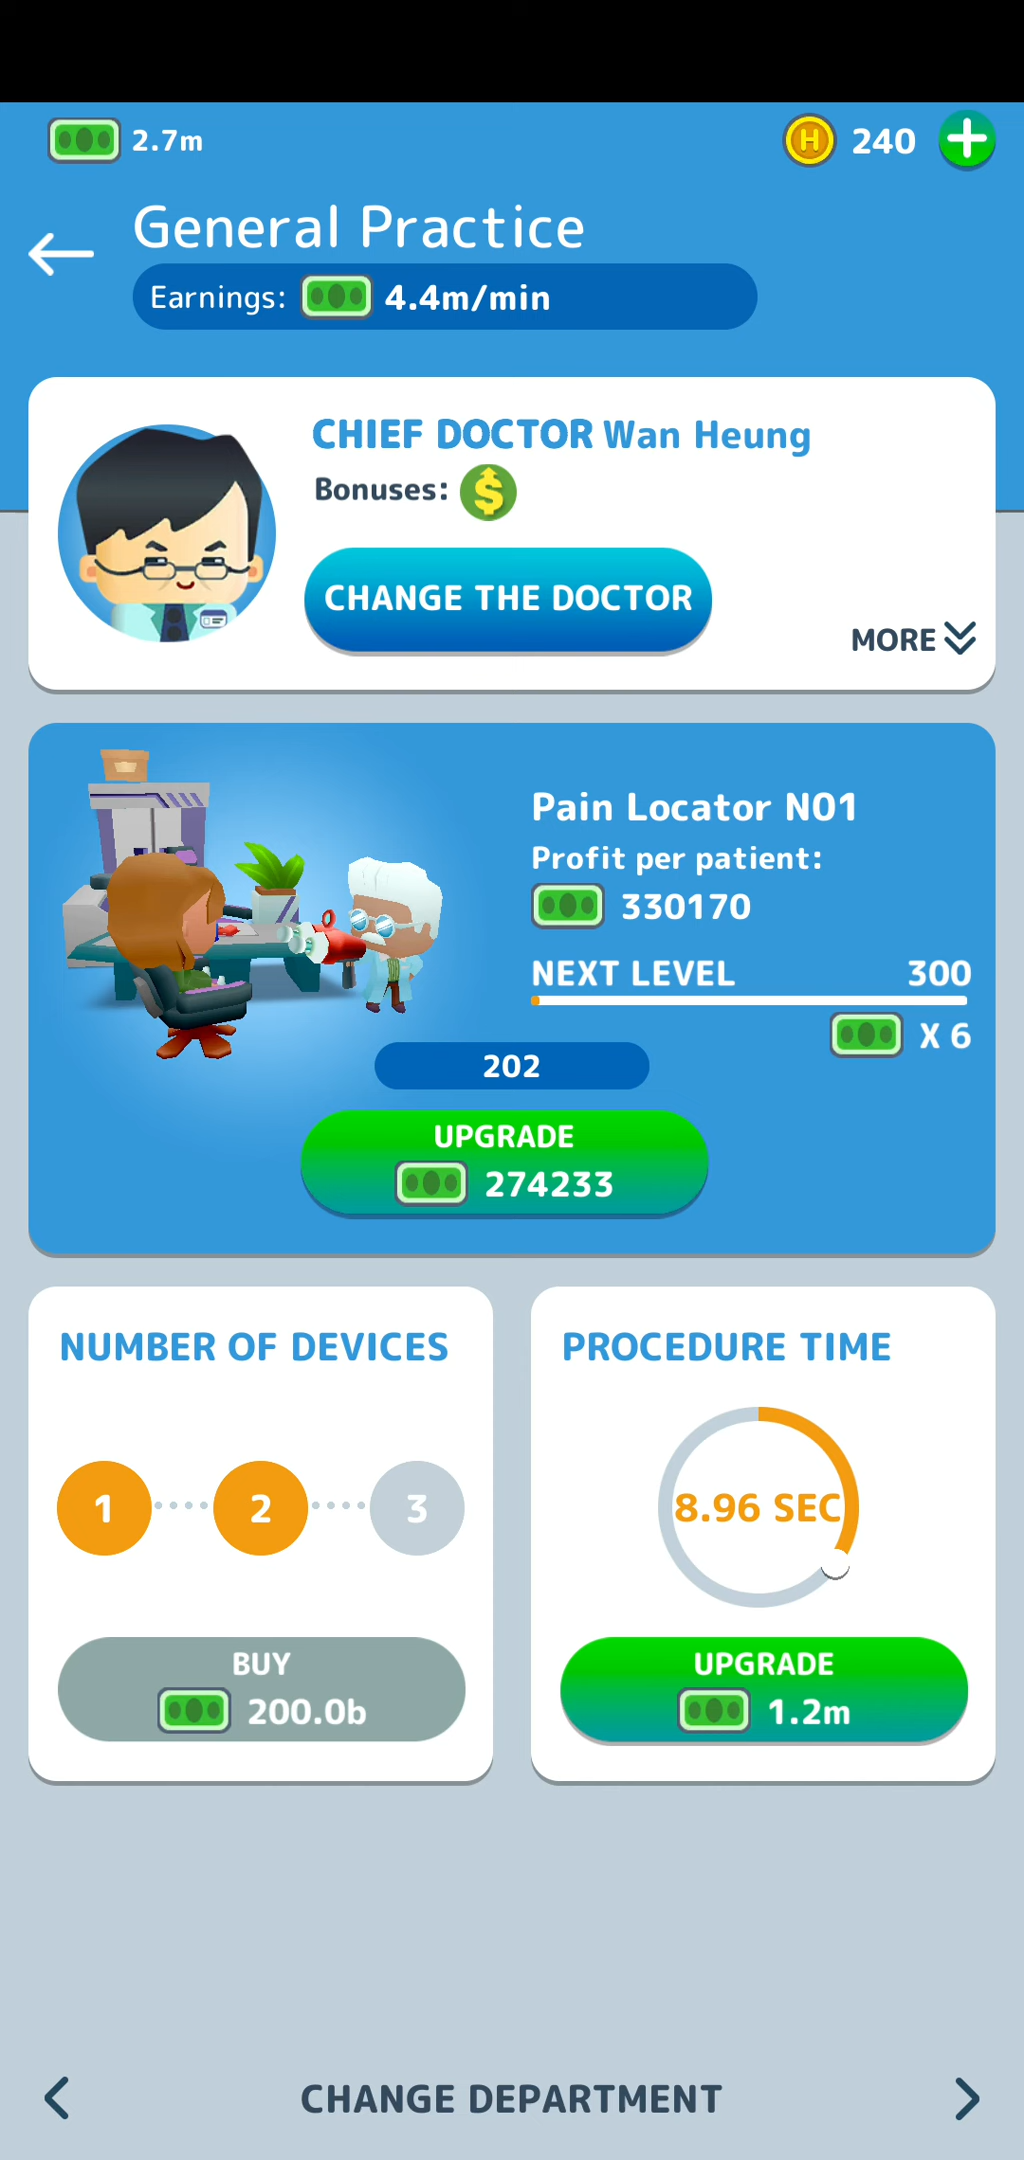 2.7m
H 240
General Practice
Earnings: 4.4m/min
CHIEF DOCTOR Wan Heung
Bonuses: $
CHANGE THE DOCTOR
MORE
Pain Locator N01
Profit per patient:
330170
NEXT LEVEL 300
X 6
202
UPGRADE
274233
NUMBER OF DEVICES
1 2 3
BUY
200.0b
PROCEDURE TIME
8.96 SEC
UPGRADE
1.2m
CHANGE DEPARTMENT